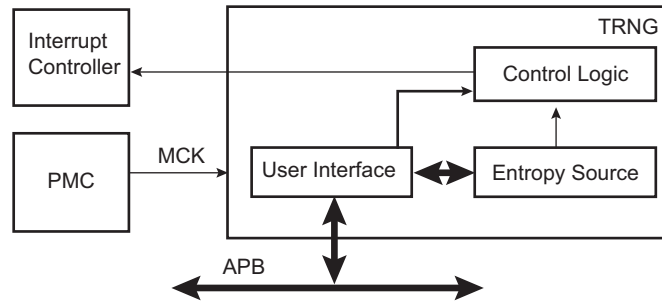 TRNG
Interrupt
Controller
Control Logic
MCK
PMC
User Interface
Entropy Source
APB